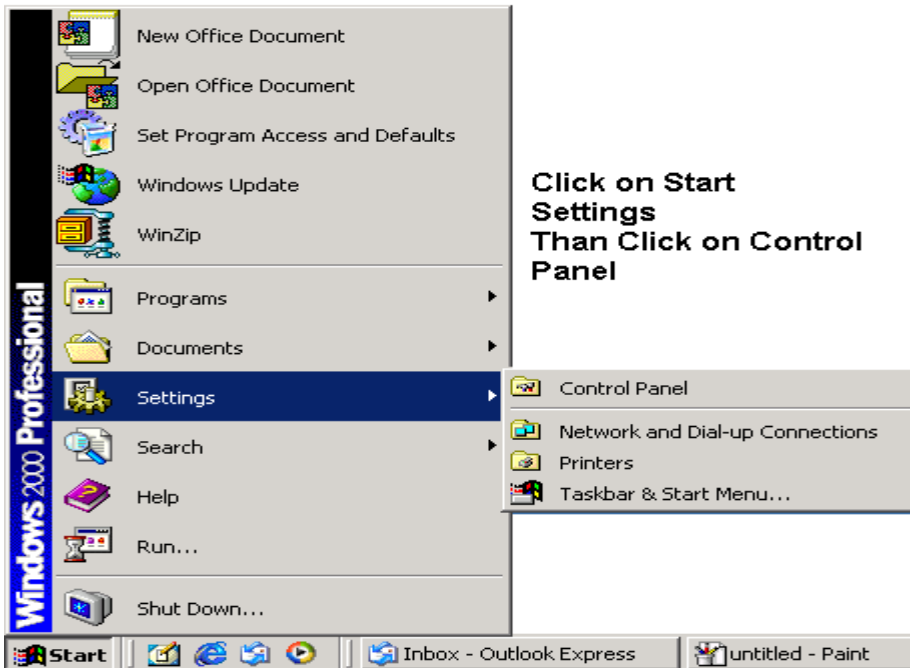 New Office Document
Open Office Document
Set Program Access and Defaults
Windows Update
WinZip
Programs
Documents
Settings
Search
Help
Run...
Shut Down...
Windows 2000 Professional
Click on Start
Settings
Than Click on Control
Panel
Control Panel
Network and Dial-up Connections
Printers
Taskbar & Start Menu...
Start
Inbox - Outlook Express
untitled - Paint